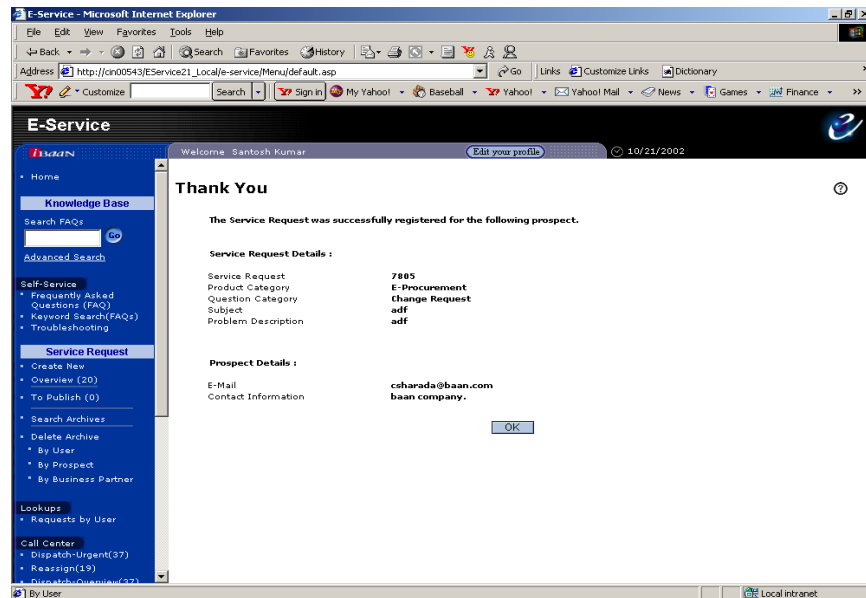 E-Service - Microsoft Internet Explorer
File Edit View Favorites Tools Help
Back Search Favorites History
Address http://cin00543/EService21_Local/e-service/Menu/default.asp Go Links Customize Links Dictionary
Y! Customize Search Sign in My Yahoo! Baseball Yahoo! Yahoo! Mail News Games Finance »
E-Service
iBaan Welcome Santosh Kumar Edit your profile 10/21/2002
Home
Thank You
Knowledge Base
The Service Request was successfully registered for the following prospect.
Search FAQs
Go
Advanced Search
Service Request Details :
Service Request 7805
Product Category E-Procurement
Question Category Change Request
Subject adf
Problem Description adf
Self-Service
Frequently Asked
Questions (FAQ)
Keyword Search(FAQs)
Troubleshooting
Service Request
Create New
Overview (20)
To Publish (0)
Search Archives
Delete Archive
By User
By Prospect
By Business Partner
Prospect Details :
E-Mail csharada@baan.com
Contact Information baan company.
OK
Lookups
Requests by User
Call Center
Dispatch-Urgent(37)
Reassign(19)
Dispatch-Overview(37)
By User Local intranet